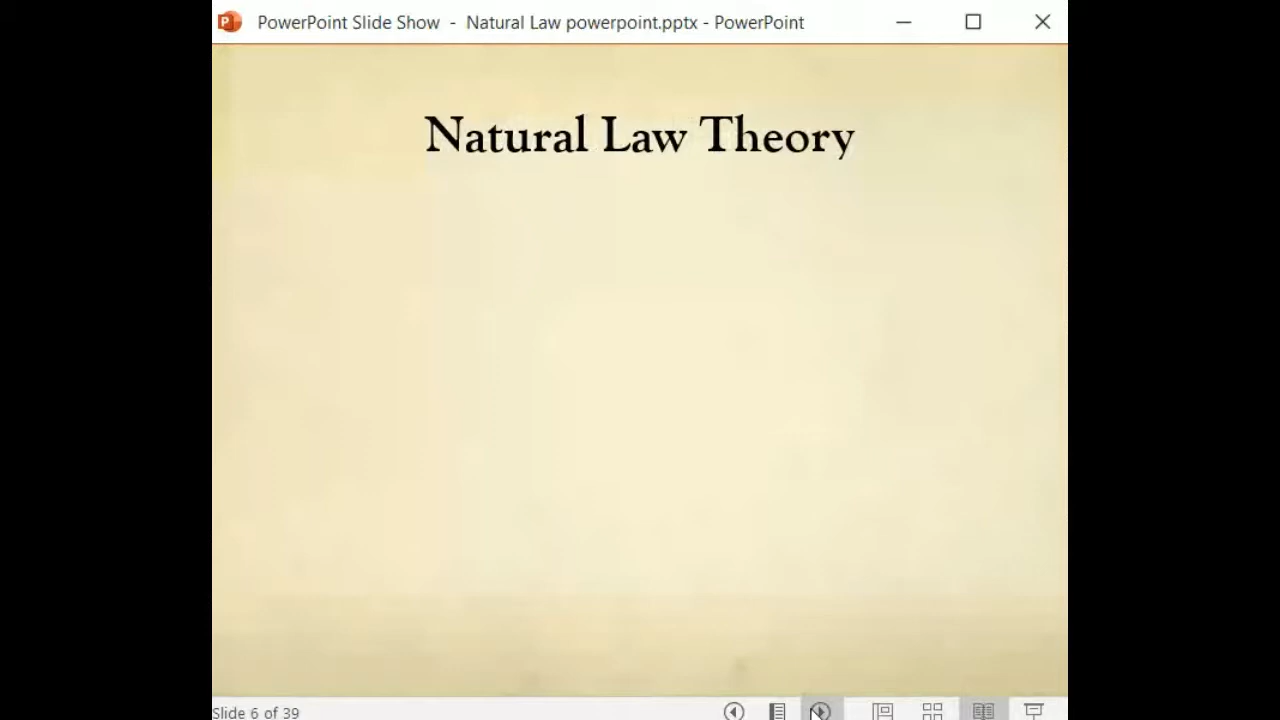 PowerPoint Slide Show - Natural Law powerpoint.pptx - PowerPoint
Natural Law Theory
Slide 6 of 39